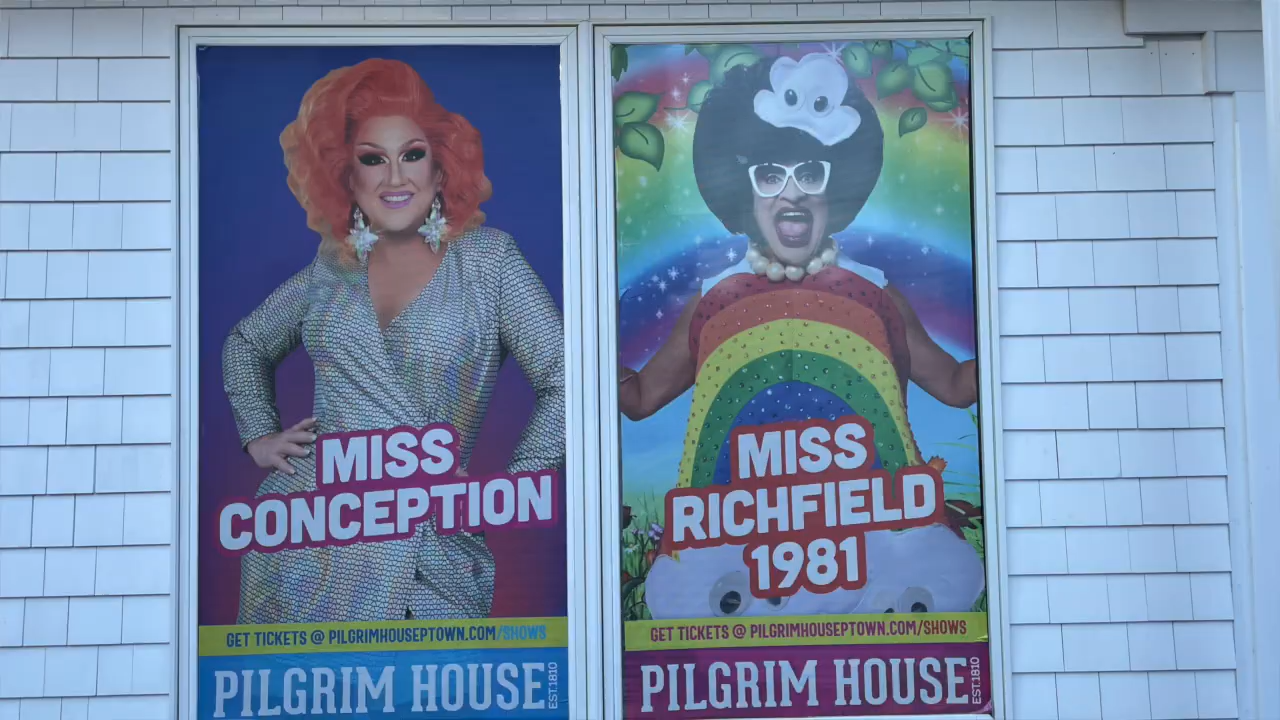 MISS
CONCEPTION
GET TICKETS @ PILGRIMHOUSEPTOWN.COM/SHOWS
PILGRIM HOUSE
EST.1810
MISS
RICHFIELD
1981
GET TICKETS @ PILGRIMHOUSEPTOWN.COM/SHOWS
PILGRIM HOUSE
EST.1810